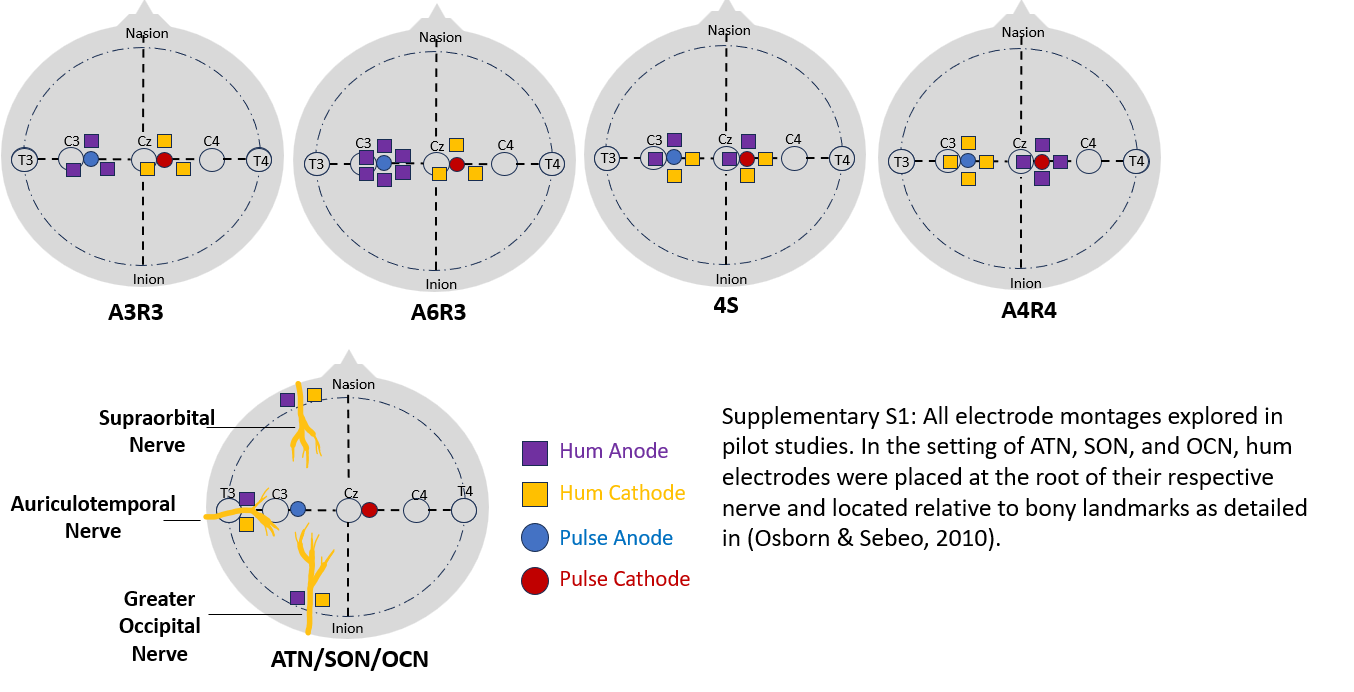 Nasion
C3
Cz
C4
T3
T4
Inion
A3R3
Nasion
C3
Cz
C4
T3
T4
Inion
A6R3
Nasion
C3
Cz
C4
T3
T4
Inion
4S
Nasion
C3
Cz
C4
T3
T4
Inion
A4R4
Nasion
Supraorbital
Nerve
T3
C3
Cz
C4
T4
Auriculotemporal
Nerve
Greater
Occipital
Nerve
Inion
ATN/SON/OCN
Hum Anode
Hum Cathode
Pulse Anode
Pulse Cathode
Supplementary S1: All electrode montages explored in
pilot studies. In the setting of ATN, SON, and OCN, hum
electrodes were placed at the root of their respective
nerve and located relative to bony landmarks as detailed
in (Osborn & Sebeo, 2010).